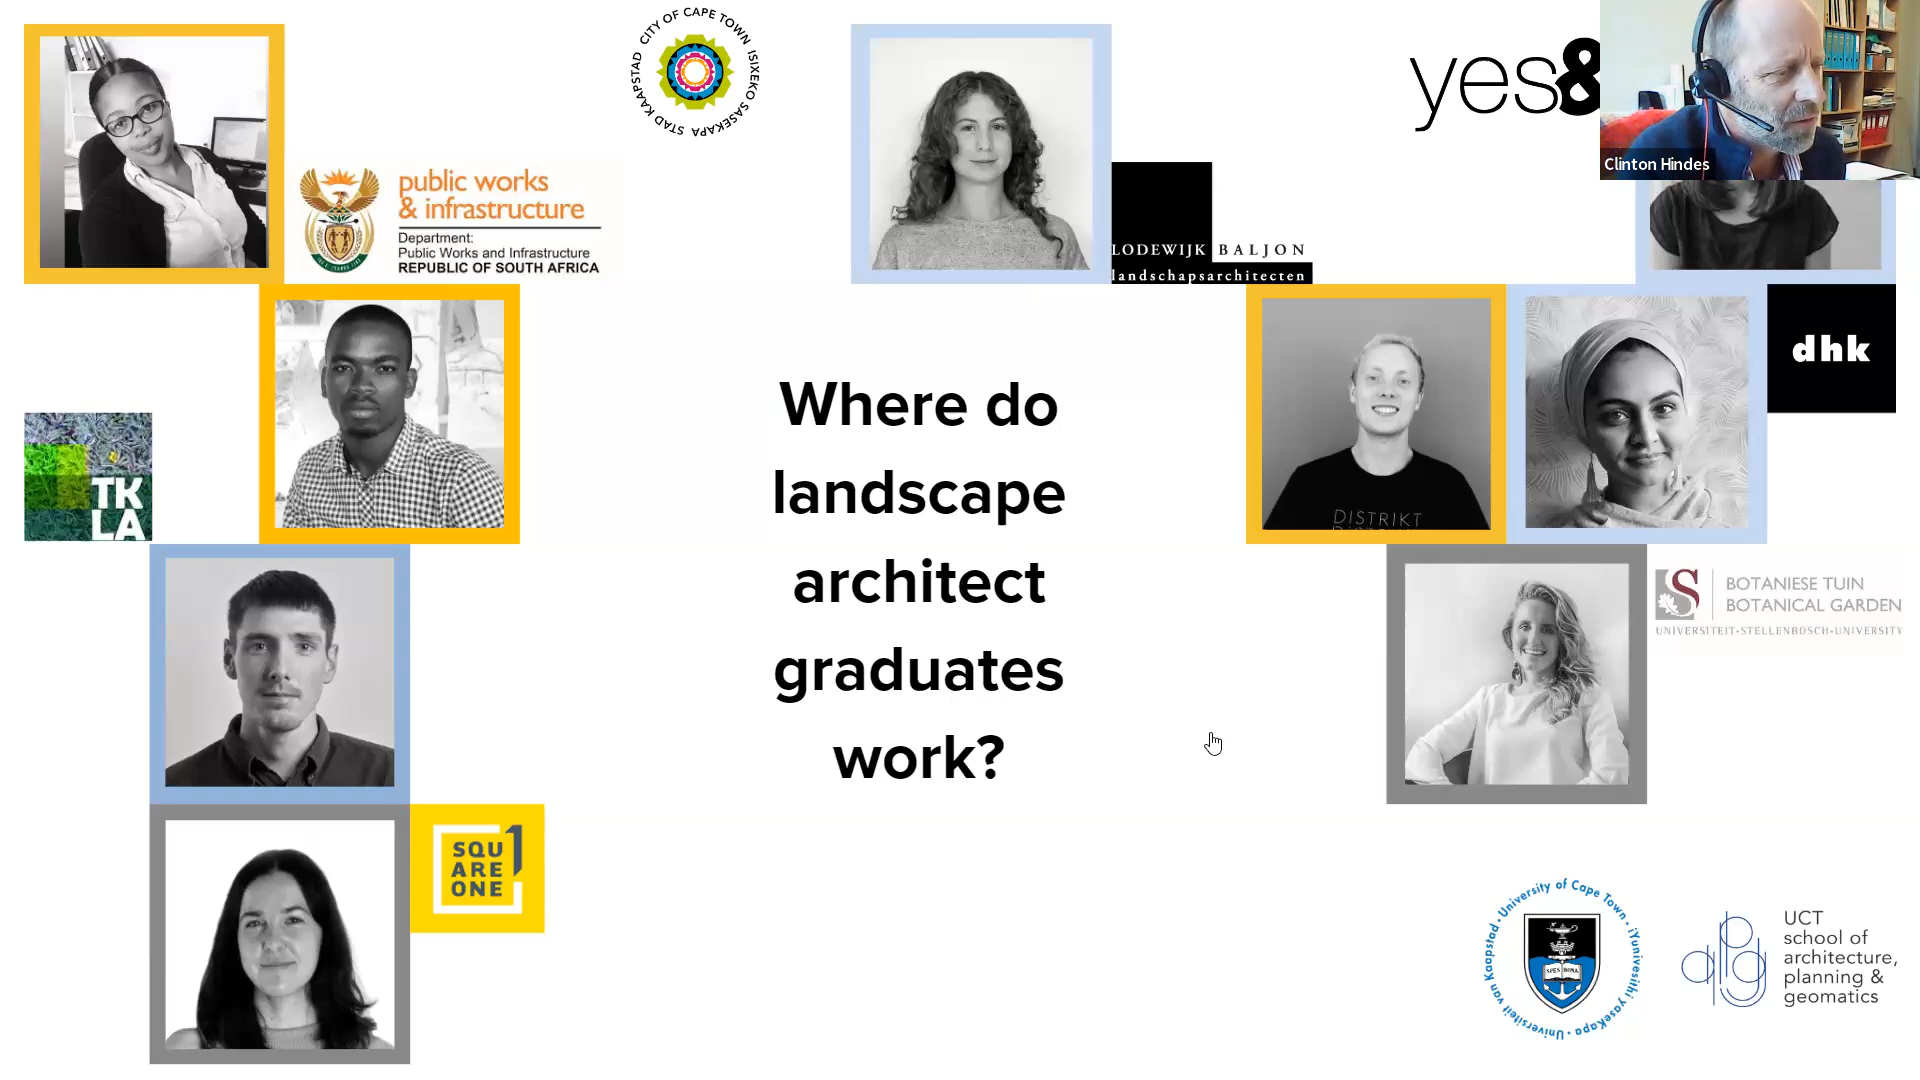 CITY OF CAPE TOWN ISIXEKO SASEKAPA STAD KAAPSTAD
yes&
Clinton Hindes
public works
& infrastructure
Department:
Public Works and Infrastructure
REPUBLIC OF SOUTH AFRICA
LODEWIJK BALJON
landschapsarchitecten
dhk
Where do
landscape
architect
graduates
work?
TK
LA
DISTRIKT
BOTANIESE TUIN
BOTANICAL GARDEN
UNIVERSITEIT•STELLENBOSCH•UNIVERSITY
SQU
ARE
ONE
1
University of Cape Town • iYunivesithi yaseKapa • Universiteit van Kaapstad •
SPES BONA
apg
UCT
school of
architecture,
planning &
geomatics